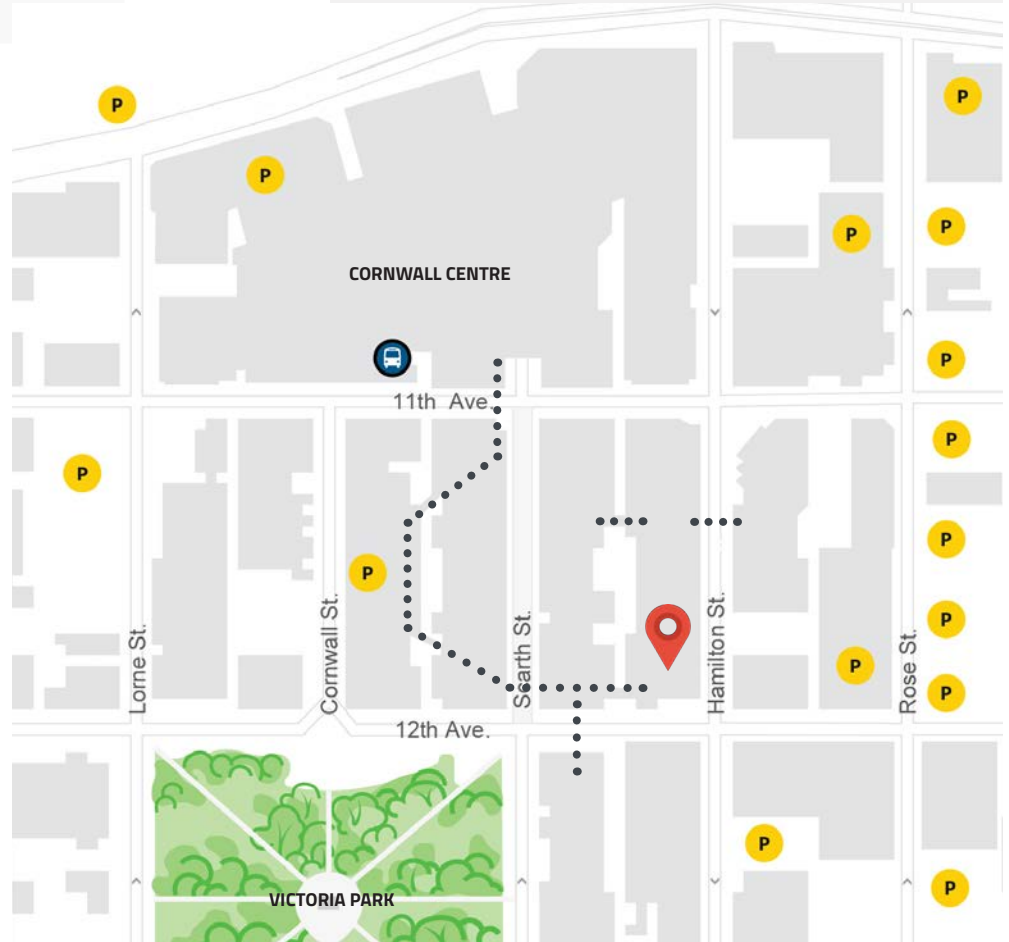 P
P
P
P
P
CORNWALL CENTRE
P
11th Ave.
P
P
P
P
Lorne St.
Cornwall St.
Scarth St.
Hamilton St.
Rose St.
P
P
P
12th Ave.
P
P
VICTORIA PARK